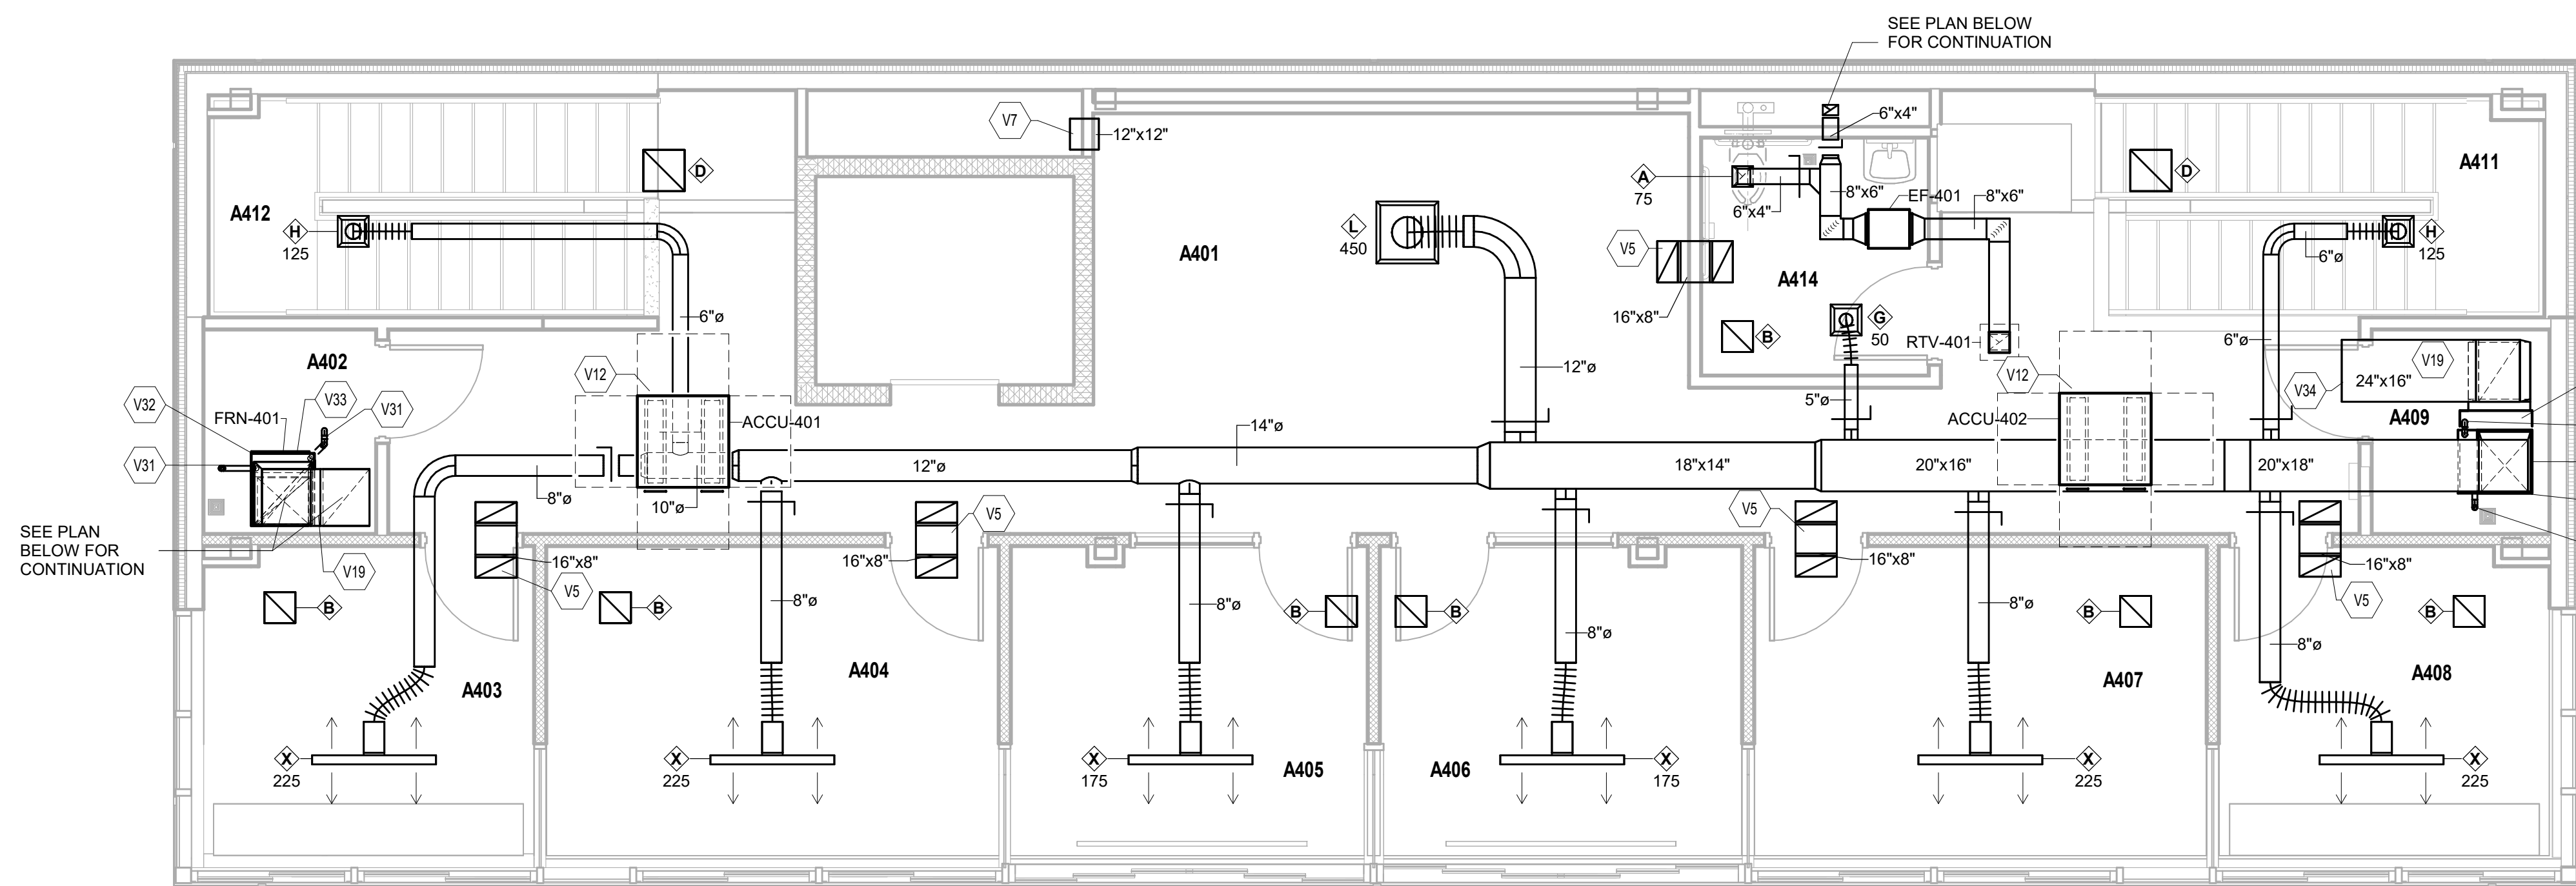 SEE PLAN BELOW
FOR CONTINUATION
V7
12"x12"
6"x4"
A411
A412
D
A
75
6"x4"
8"x6"
EF-401
8"x6"
D
H
125
L
450
A401
V5
16"x8"
A414
B
G
50
RTV-401
6"ø
H
125
6"ø
A402
V12
12"ø
5"ø
V12
6"ø
V34
24"x16"
V19
A409
V32
FRN-401
V33
V31
V31
ACCU-401
ACCU-402
14"ø
8"ø
10"ø
12"ø
18"x14"
20"x16"
20"x18"
SEE PLAN
BELOW FOR
CONTINUATION
V19
16"x8"
V5
16"x8"
V5
V5
16"x8"
16"x8"
V5
B
B
8"ø
8"ø
B
B
8"ø
8"ø
B
8"ø
B
A403
A404
A405
A406
A407
A408
X
225
X
225
X
175
X
175
X
225
X
225